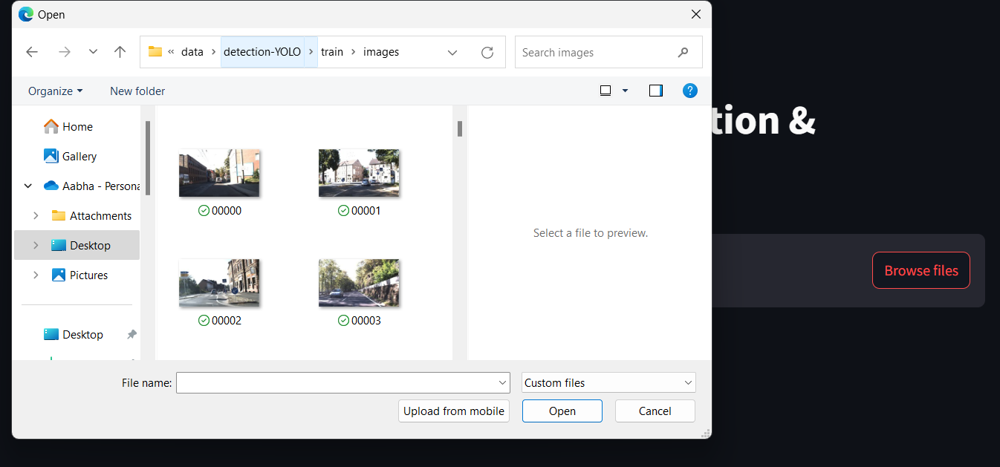 Open
« data > detection-YOLO > train > images
Search images
Organize
New folder
?
Home
Gallery
Aabha - Persona
Attachments
Desktop
Pictures
Desktop
00000
00001
00002
00003
Select a file to preview.
File name:
Custom files
Upload from mobile
Open
Cancel
tion &
Browse files